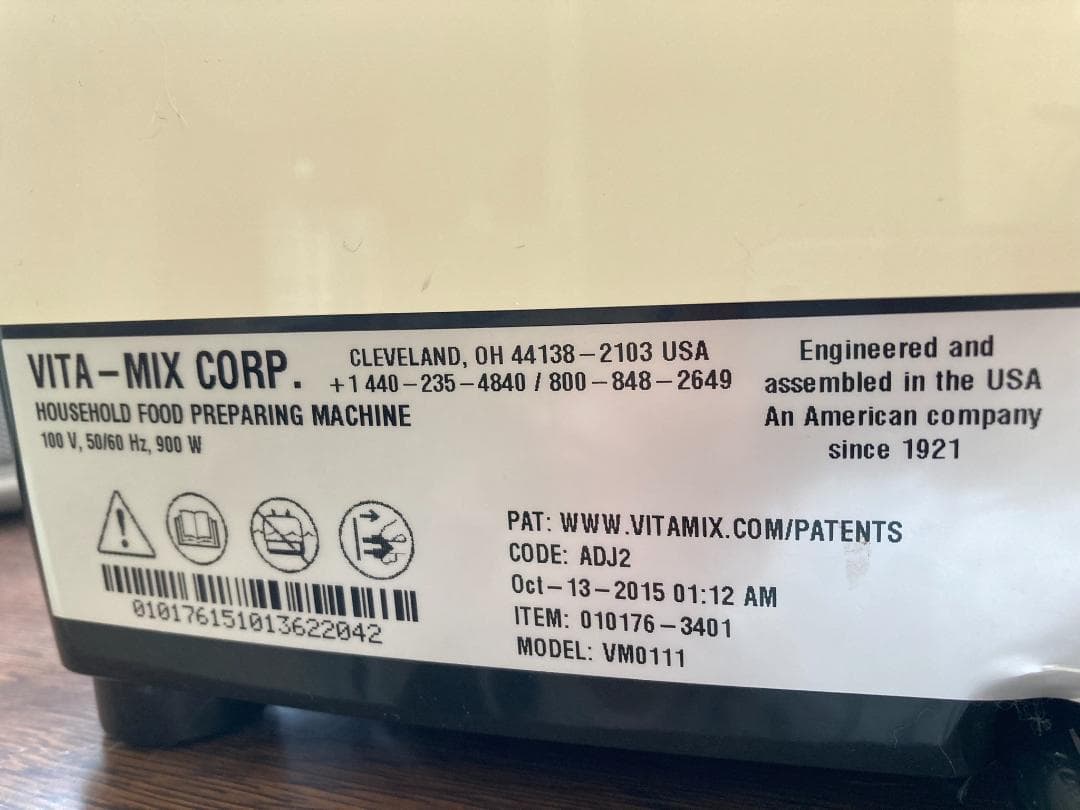 VITA-MIX CORP.
CLEVELAND, OH 44138-2103 USA
+1 440-235-4840 / 800-848-2649
HOUSEHOLD FOOD PREPARING MACHINE
100 V, 50/60 Hz, 900 W
Engineered and
assembled in the USA
An American company
since 1921
PAT: WWW.VITAMIX.COM/PATENTS
CODE: ADJ2
Oct-13-2015 01:12 AM
ITEM: 010176-3401
MODEL: VM0111
010176151013622042